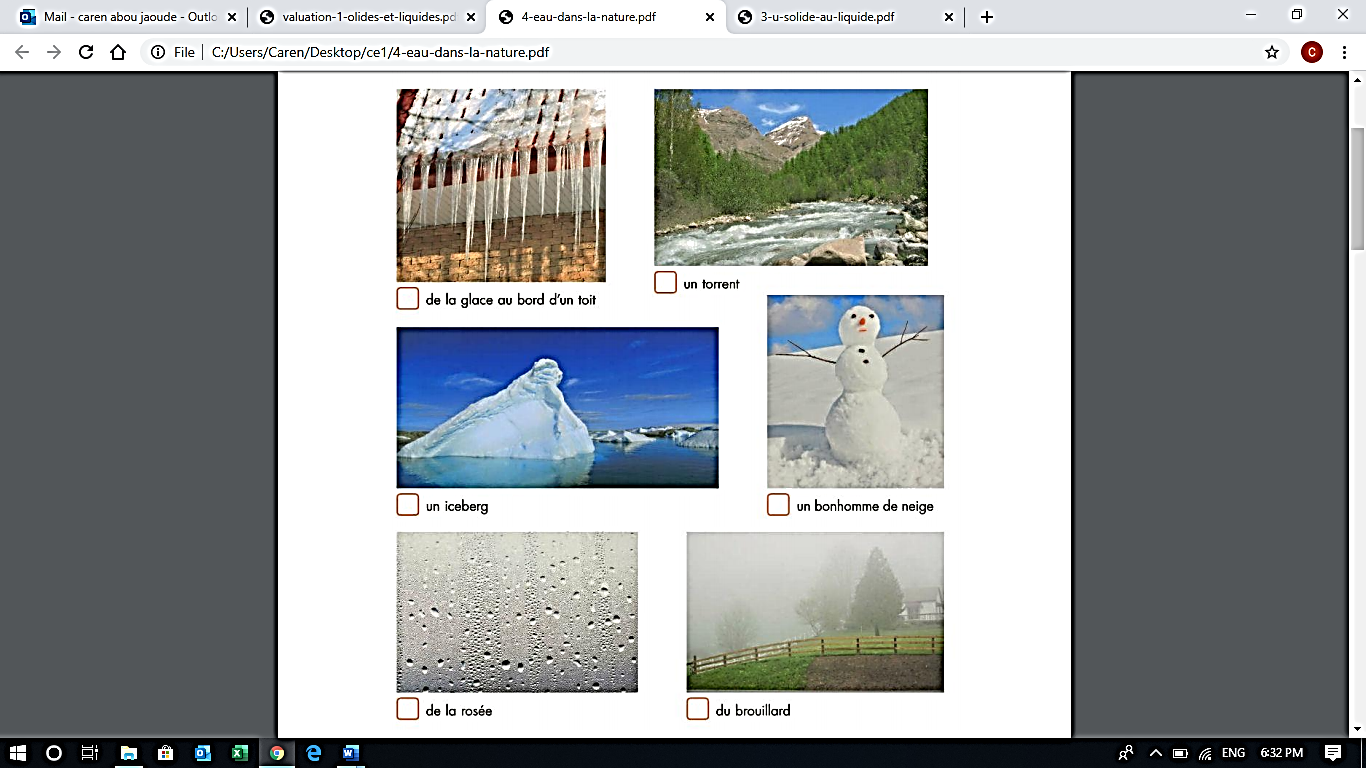 Mail - caren abou jaoude - Outlo
valuation-1-olides-et-liquides.pd
4-eau-dans-la-nature.pdf
3-u-solide-au-liquide.pdf
File
C:/Users/Caren/Desktop/ce1/4-eau-dans-la-nature.pdf
C
de la glace au bord d'un toit
un torrent
un iceberg
un bonhomme de neige
de la rosée
du brouillard
ENG
6:32 PM